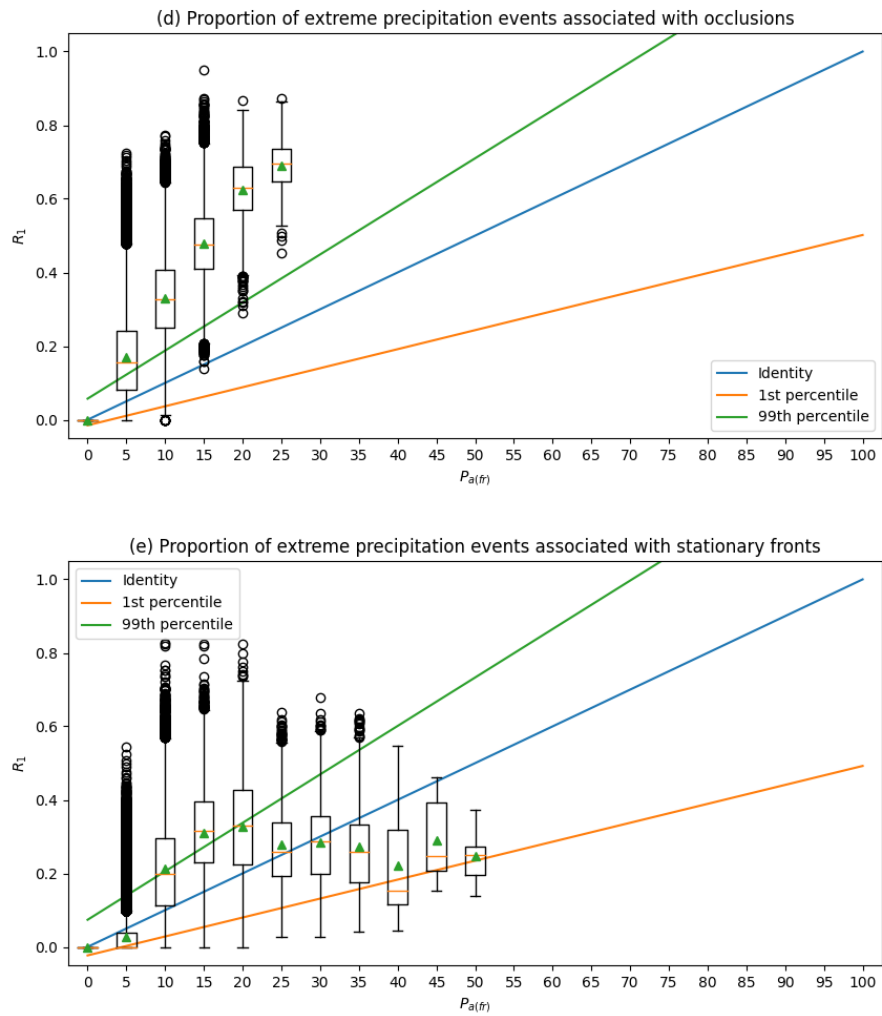 (d) Proportion of extreme precipitation events associated with occlusions
1.0
0.8
0.6
0.4
0.2
0.0
R1
Identity
1st percentile
99th percentile
0 5 10 15 20 25 30 35 40 45 50 55 60 65 70 75 80 85 90 95 100
Pa(fr)
(e) Proportion of extreme precipitation events associated with stationary fronts
Identity
1st percentile
99th percentile
1.0
0.8
0.6
0.4
0.2
0.0
R1
0 5 10 15 20 25 30 35 40 45 50 55 60 65 70 75 80 85 90 95 100
Pa(fr)